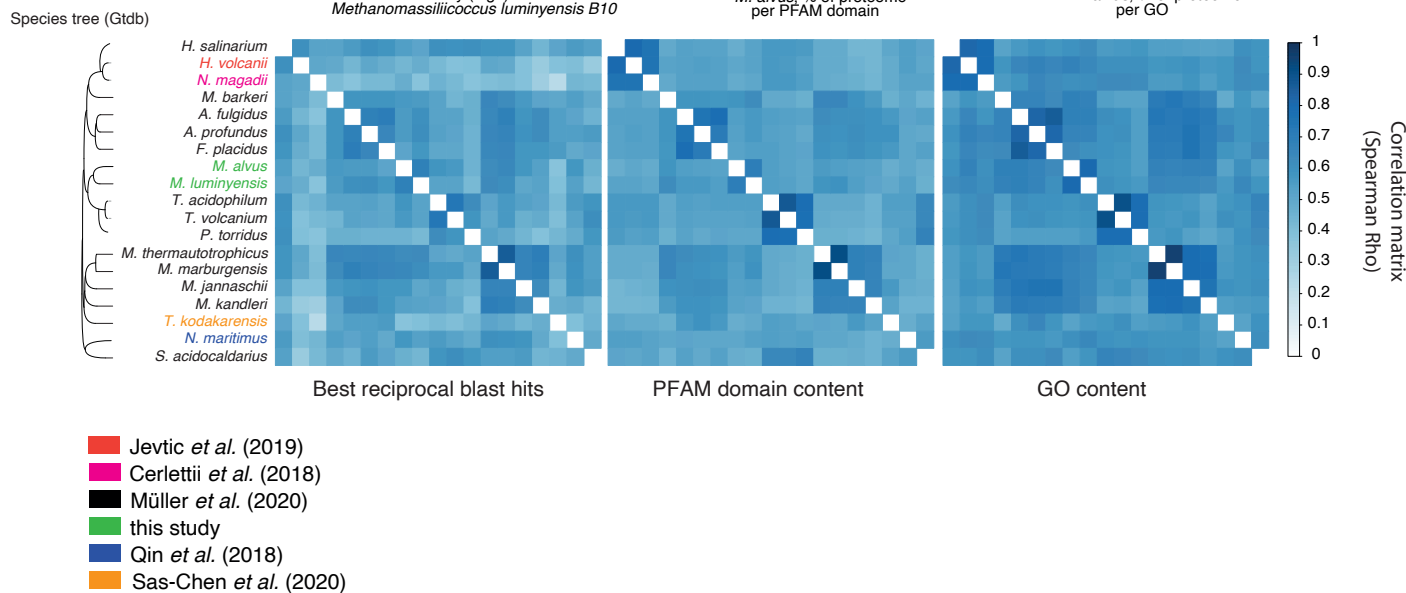 Methanomassiliicoccus luminyensis B10
per PFAM domain
per GO
Species tree (Gtdb)
H. salinarium
H. volcanii
N. magadii
M. barkeri
A. fulgidus
A. profundus
F. placidus
M. alvus
M. luminyensis
T. acidophilum
T. volcanium
P. torridus
M. thermautotrophicus
M. marburgensis
M. jannaschii
M. kandleri
T. kodakarensis
N. maritimus
S. acidocaldarius
1
0.9
0.8
0.7
0.6
0.5
0.4
0.3
0.2
0.1
0
Correlation matrix
(Spearman Rho)
Best reciprocal blast hits
PFAM domain content
GO content
Jevtic et al. (2019)
Cerlettii et al. (2018)
Müller et al. (2020)
this study
Qin et al. (2018)
Sas-Chen et al. (2020)